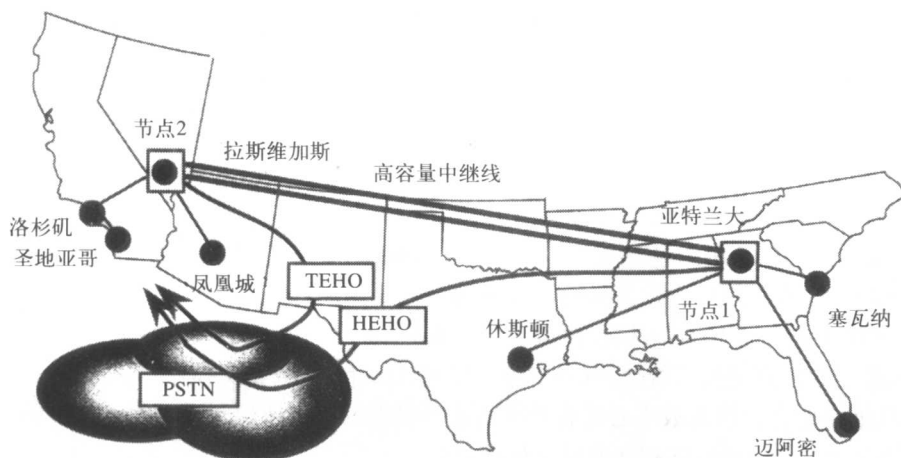 节点2
拉斯维加斯
高容量中继线
亚特兰大
洛杉矶
圣地亚哥
凤凰城
TEHO
HEHO
节点1
塞瓦纳
休斯顿
PSTN
迈阿密